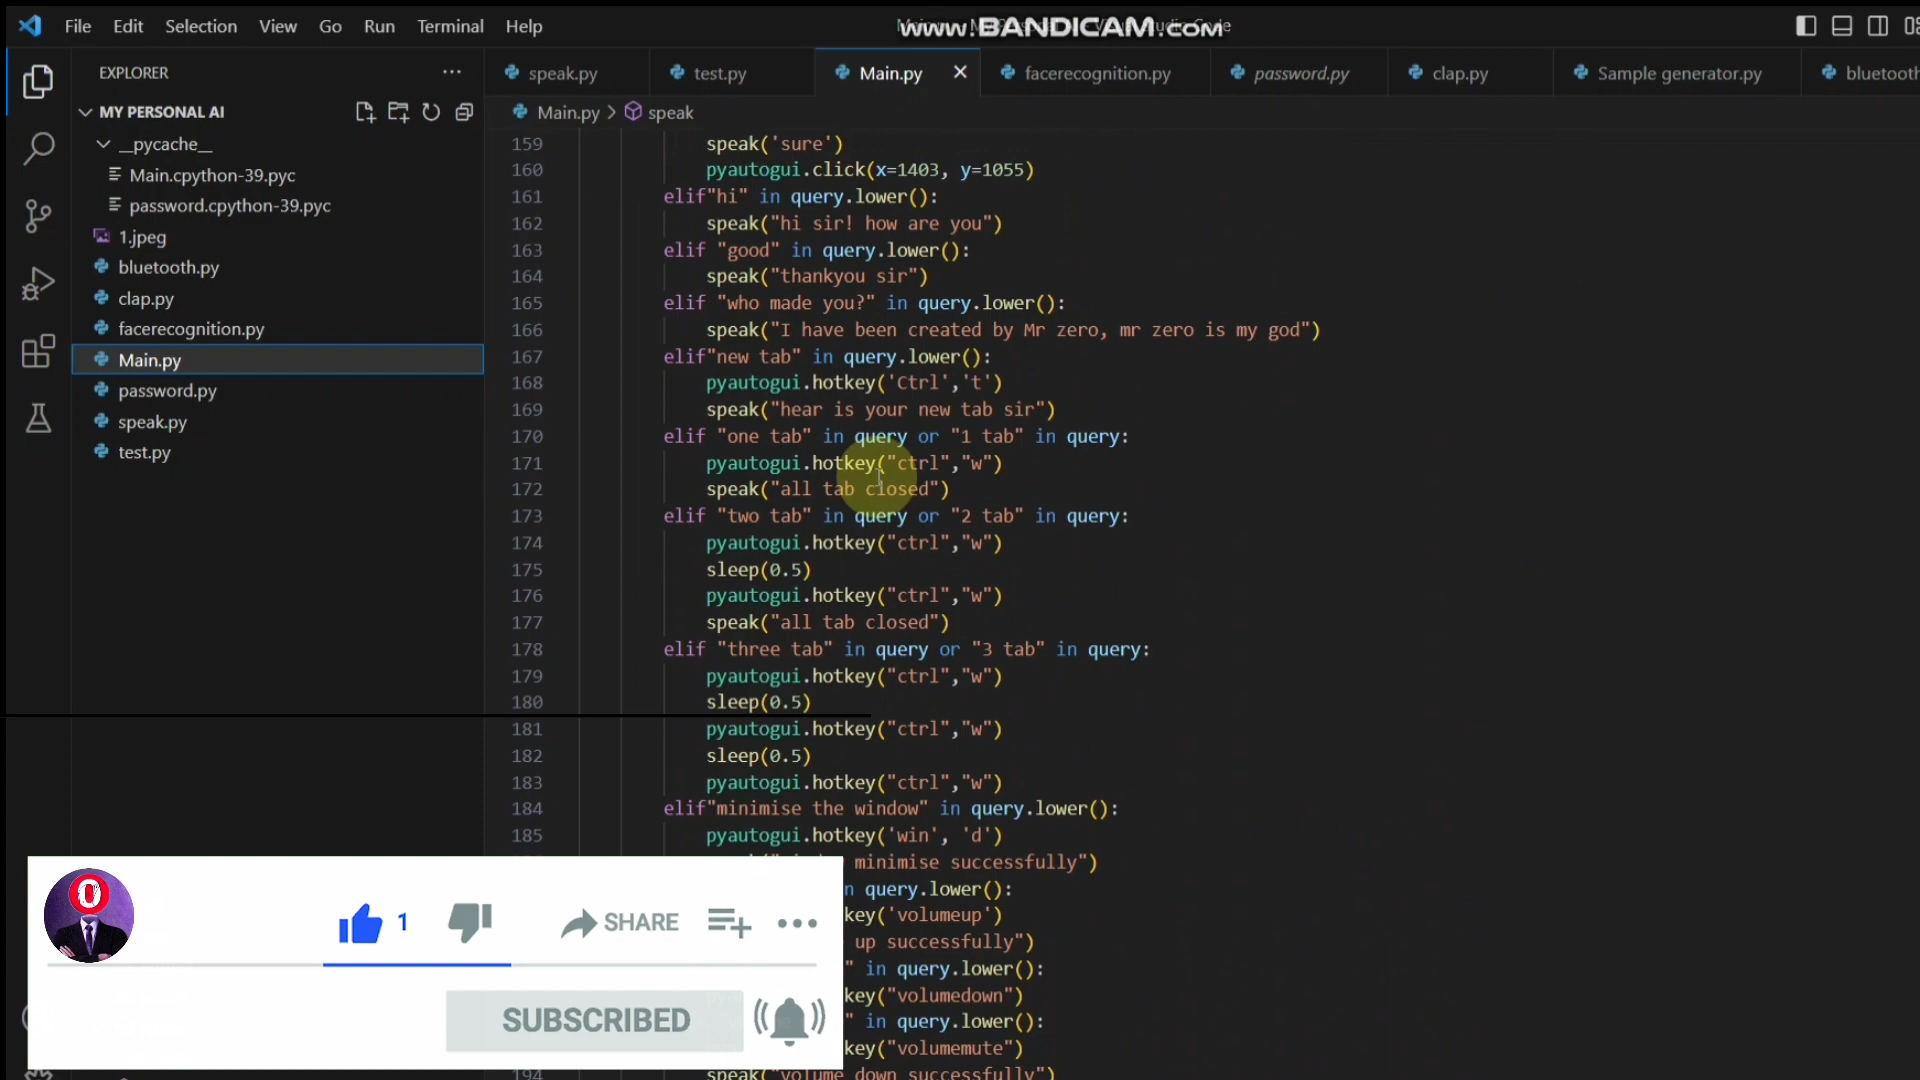 File Edit Selection View Go Run Terminal Help
www.BANDICAM.com
EXPLORER
MY PERSONAL AI
__pycache__
Main.cpython-39.pyc
password.cpython-39.pyc
1.jpeg
bluetooth.py
clap.py
facerecognition.py
Main.py
password.py
speak.py
test.py
speak.py test.py Main.py facerecognition.py password.py clap.py Sample generator.py bluetooth
Main.py > speak
159 speak('sure')
160 pyautogui.click(x=1403, y=1055)
161 elif"hi" in query.lower():
162 speak("hi sir! how are you")
163 elif "good" in query.lower():
164 speak("thankyou sir")
165 elif "who made you?" in query.lower():
166 speak("I have been created by Mr zero, mr zero is my god")
167 elif"new tab" in query.lower():
168 pyautogui.hotkey('Ctrl','t')
169 speak("hear is your new tab sir")
170 elif "one tab" in query or "1 tab" in query:
171 pyautogui.hotkey("ctrl","w")
172 speak("all tab closed")
173 elif "two tab" in query or "2 tab" in query:
174 pyautogui.hotkey("ctrl","w")
175 sleep(0.5)
176 pyautogui.hotkey("ctrl","w")
177 speak("all tab closed")
178 elif "three tab" in query or "3 tab" in query:
179 pyautogui.hotkey("ctrl","w")
180 sleep(0.5)
181 pyautogui.hotkey("ctrl","w")
182 sleep(0.5)
183 pyautogui.hotkey("ctrl","w")
184 elif"minimise the window" in query.lower():
185 pyautogui.hotkey('win', 'd')
minimise successfully")
n query.lower():
key('volumeup')
up successfully")
" in query.lower():
key("volumedown")
" in query.lower():
key("volumemute")
194 speak("volume down successfully")
0
1 SHARE
SUBSCRIBED